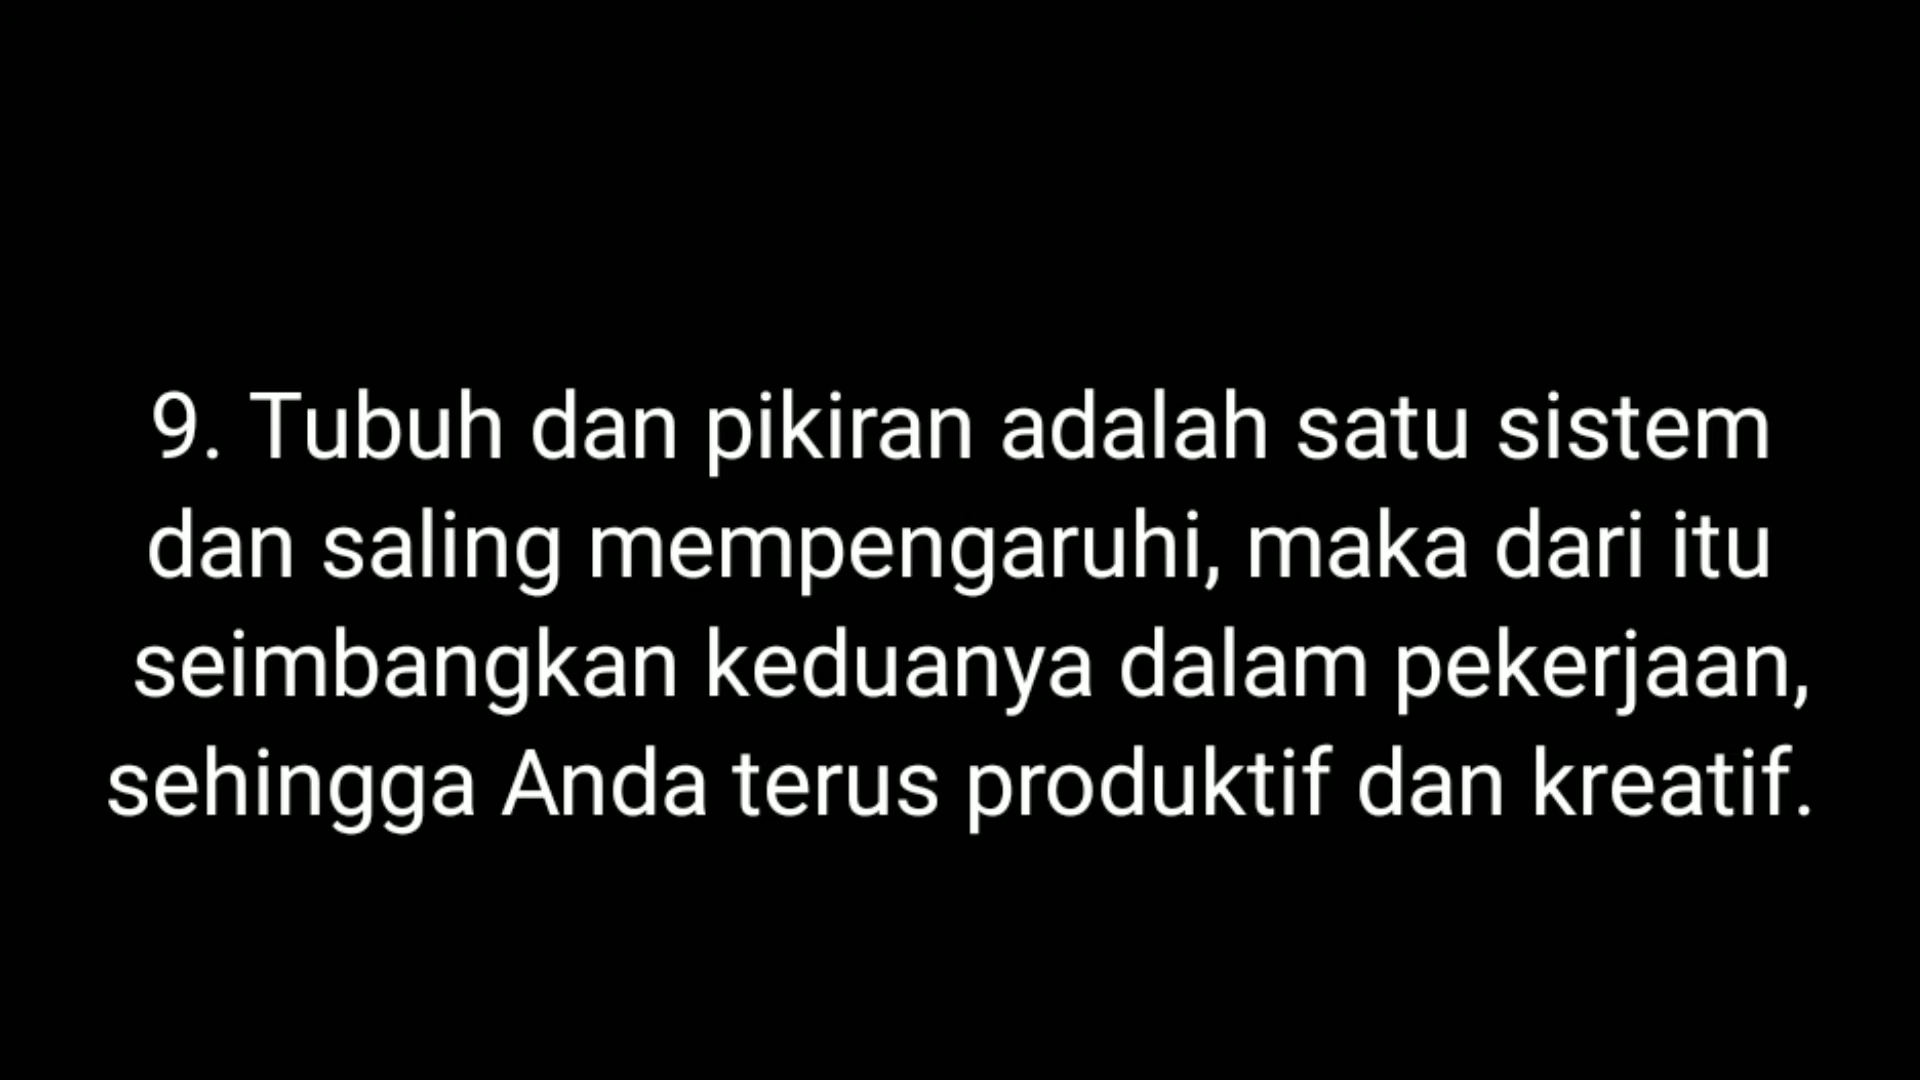 9. Tubuh dan pikiran adalah satu sistem
dan saling mempengaruhi, maka dari itu
seimbangkan keduanya dalam pekerjaan,
sehingga Anda terus produktif dan kreatif.